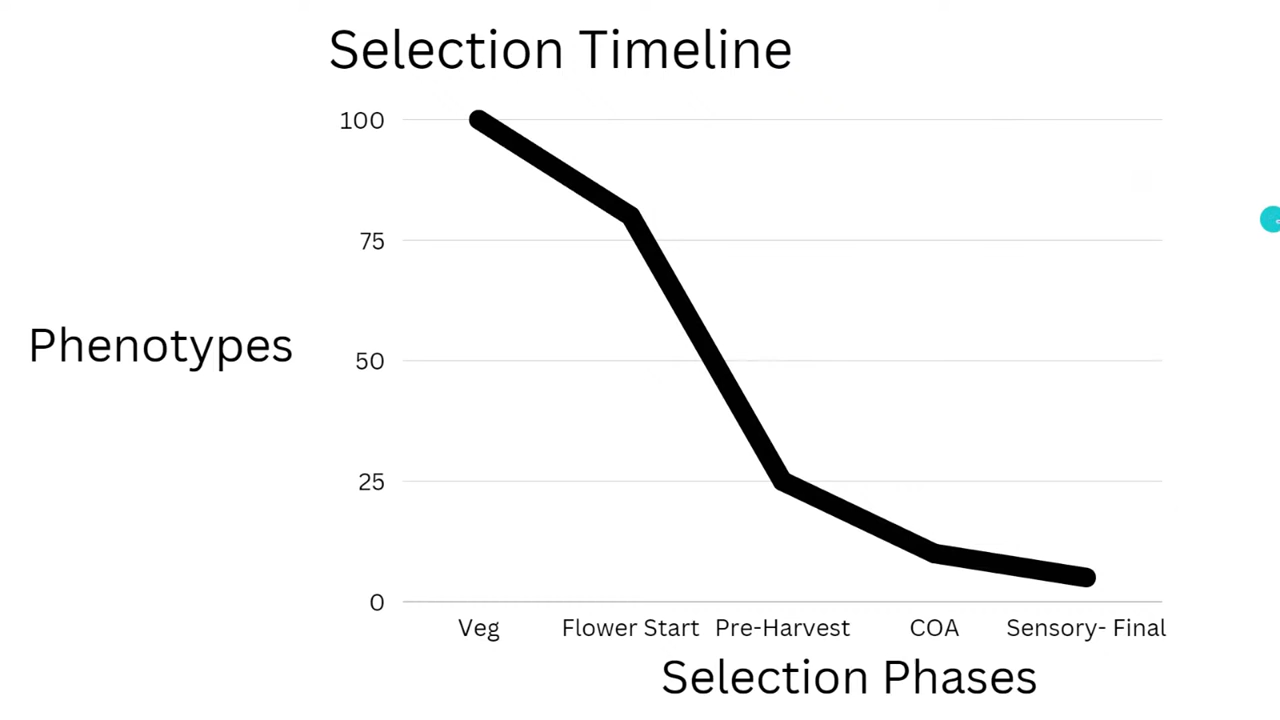 Selection Timeline
100
75
Phenotypes
50
25
0
Veg
Flower Start
Pre-Harvest
COA
Sensory- Final
Selection Phases